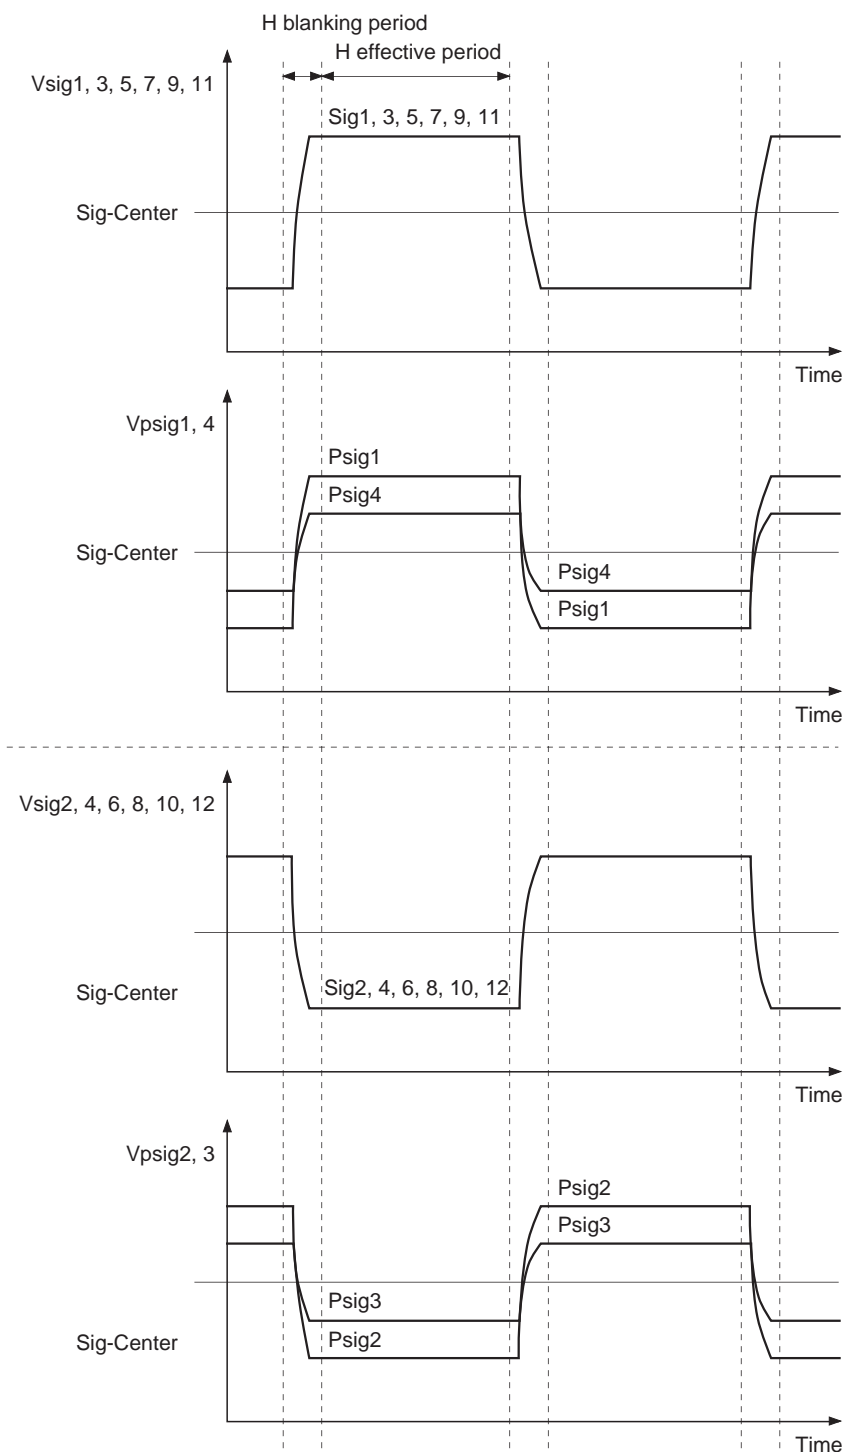 H blanking period
H effective period
Vsig1, 3, 5, 7, 9, 11
Sig1, 3, 5, 7, 9, 11
Sig-Center
Time
Vpsig1, 4
Psig1
Psig4
Sig-Center
Psig4
Psig1
Time
Vsig2, 4, 6, 8, 10, 12
Sig-Center
Sig2, 4, 6, 8, 10, 12
Time
Vpsig2, 3
Psig2
Psig3
Psig3
Sig-Center
Psig2
Time